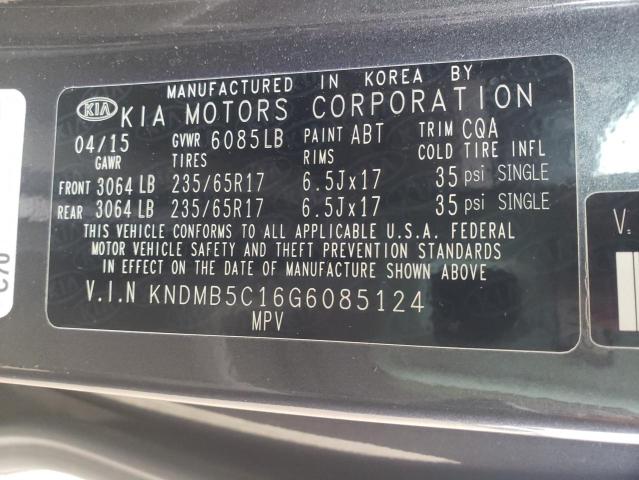 MANUFACTURED IN KOREA BY
KIA KIA MOTORS CORPORATION
04/15 GVWR 6085LB PAINT ABT TRIM CQA
GAWR TIRES RIMS COLD TIRE INFL
FRONT 3064 LB 235/65R17 6.5Jx17 35 psi SINGLE
REAR 3064 LB 235/65R17 6.5Jx17 35 psi SINGLE
THIS VEHICLE CONFORMS TO ALL APPLICABLE U.S.A. FEDERAL
MOTOR VEHICLE SAFETY AND THEFT PREVENTION STANDARDS
IN EFFECT ON THE DATE OF MANUFACTURE SHOWN ABOVE.
V.I.N KNDMB5C16G6085124
MPV
V.